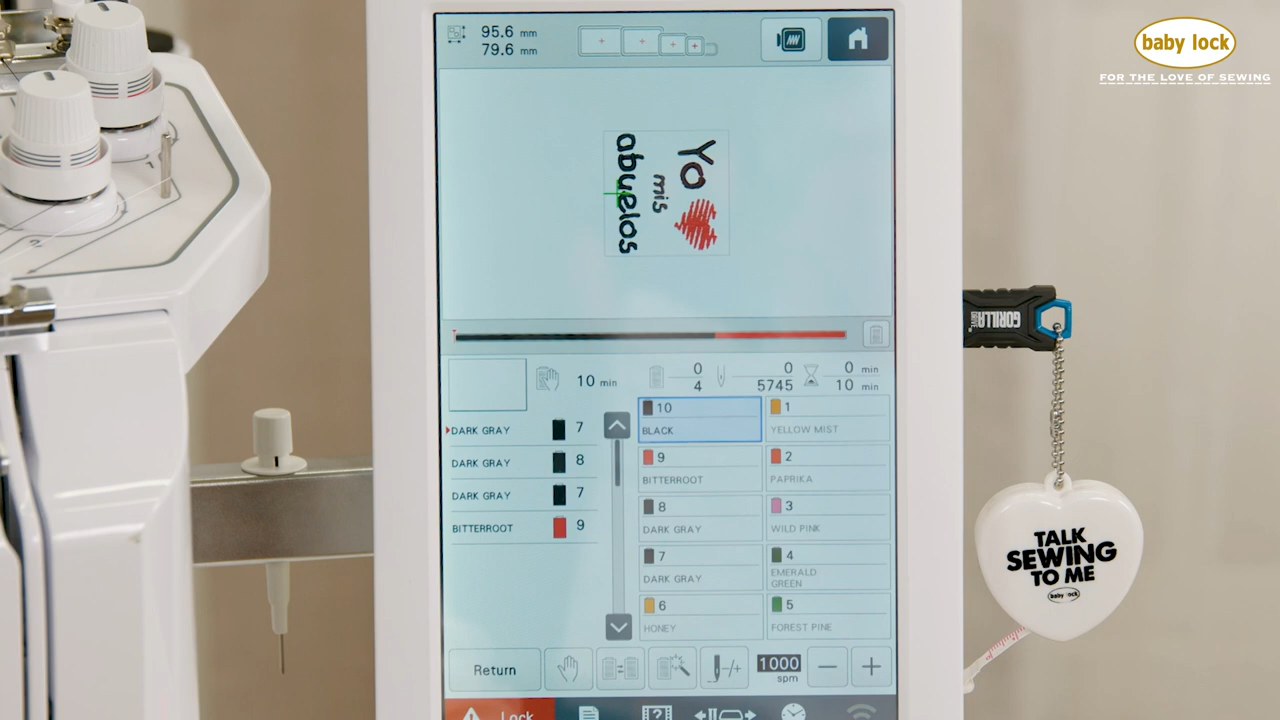 95.6 mm
79.6 mm
baby lock
FOR THE LOVE OF SEWING
Yo
mis
abuelos
10 min
0
4
0
5745
0 min
10 min
DARK GRAY 7
DARK GRAY 8
DARK GRAY 7
BITTERROOT 9
10
BLACK
1
YELLOW MIST
9
BITTERROOT
2
PAPRIKA
8
DARK GRAY
3
WILD PINK
7
DARK GRAY
4
EMERALD
GREEN
6
HONEY
5
FOREST PINE
Return
1000
spm
Lock
GORILLA
DRIVE
TALK
SEWING
TO ME
baby lock
1
2